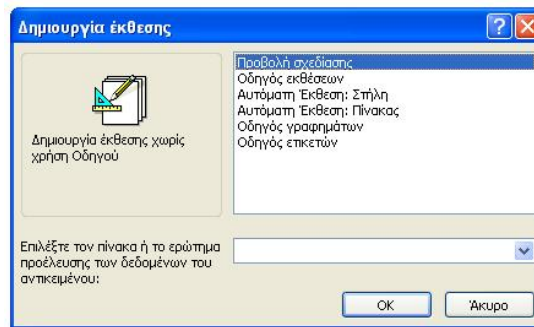 Δημιουργία έκθεσης
Προβολή σχεδίασης
Οδηγός εκθέσεων
Αυτόματη Έκθεση: Στήλη
Αυτόματη Έκθεση: Πίνακας
Οδηγός γραφημάτων
Οδηγός ετικετών
Δημιουργία έκθεσης χωρίς
χρήση Οδηγού
Επιλέξτε τον πίνακα ή το ερώτημα
προέλευσης των δεδομένων του
αντικειμένου:
OK
Άκυρο